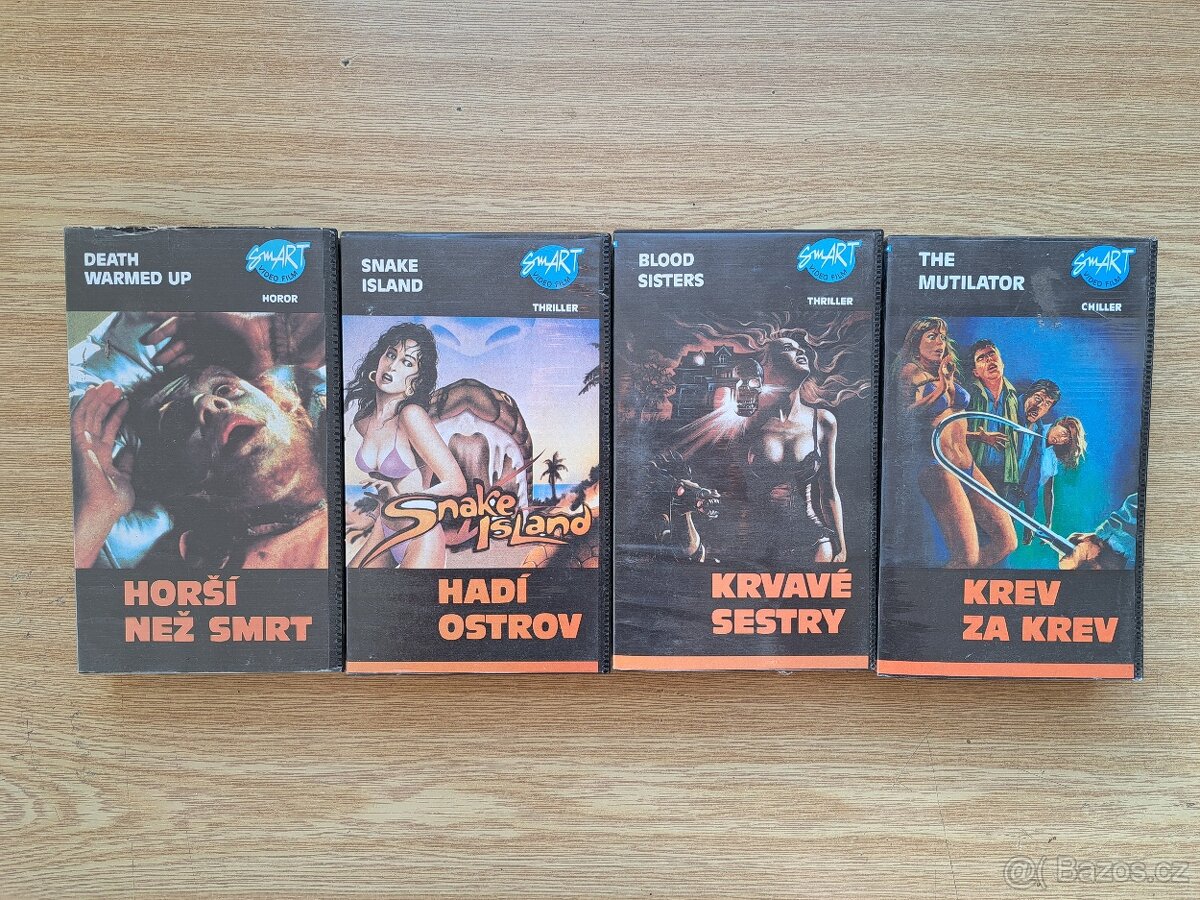 DEATH
WARMED UP
SmART
VIDEO FILM
HOROR
HORŠÍ
NEŽ SMRT
SNAKE
ISLAND
SmART
VIDEO FILM
THRILLER
Snake
Island
HADÍ
OSTROV
BLOOD
SISTERS
SmART
VIDEO FILM
THRILLER
KRVAVÉ
SESTRY
THE
MUTILATOR
SmART
VIDEO FILM
CHILLER
KREV
ZA KREV
Bazos.cz